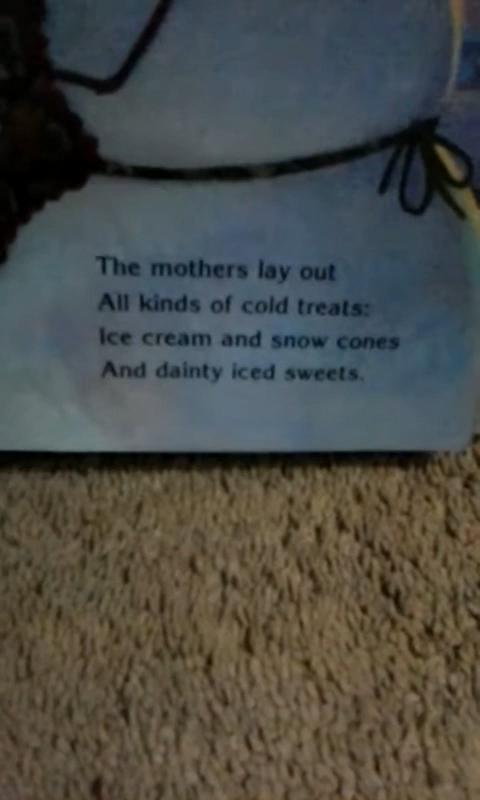 The mothers lay out
All kinds of cold treats:
Ice cream and snow cones
And dainty iced sweets.